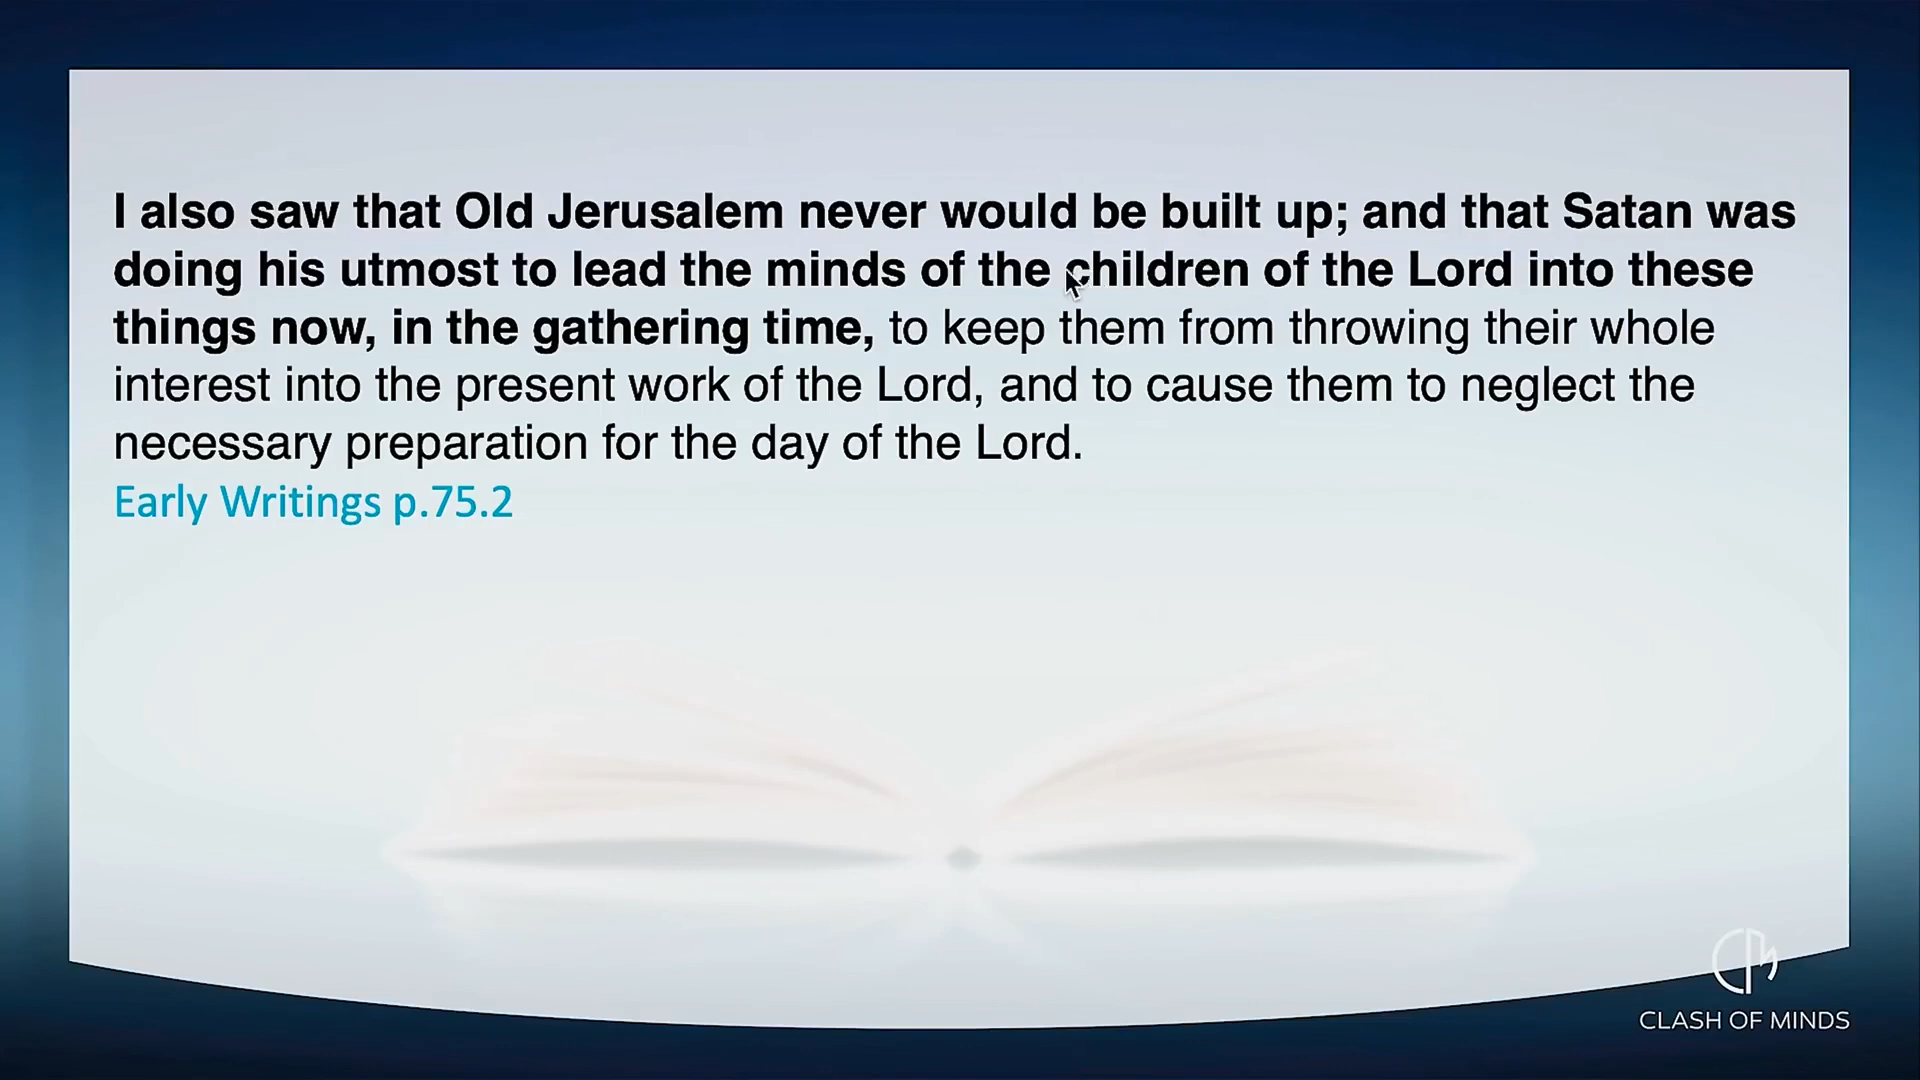 I also saw that Old Jerusalem never would be built up; and that Satan was
doing his utmost to lead the minds of the children of the Lord into these
things now, in the gathering time, to keep them from throwing their whole
interest into the present work of the Lord, and to cause them to neglect the
necessary preparation for the day of the Lord.
Early Writings p.75.2
CLASH OF MINDS